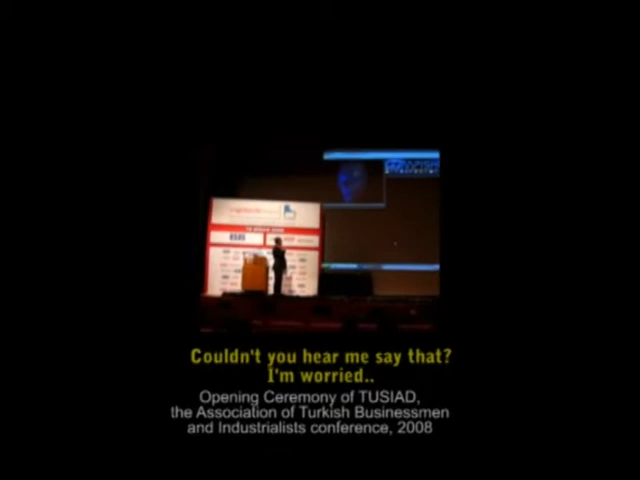 Couldn't you hear me say that?
I'm worried..
Opening Ceremony of TUSIAD,
the Association of Turkish Businessmen
and Industrialists conference, 2008